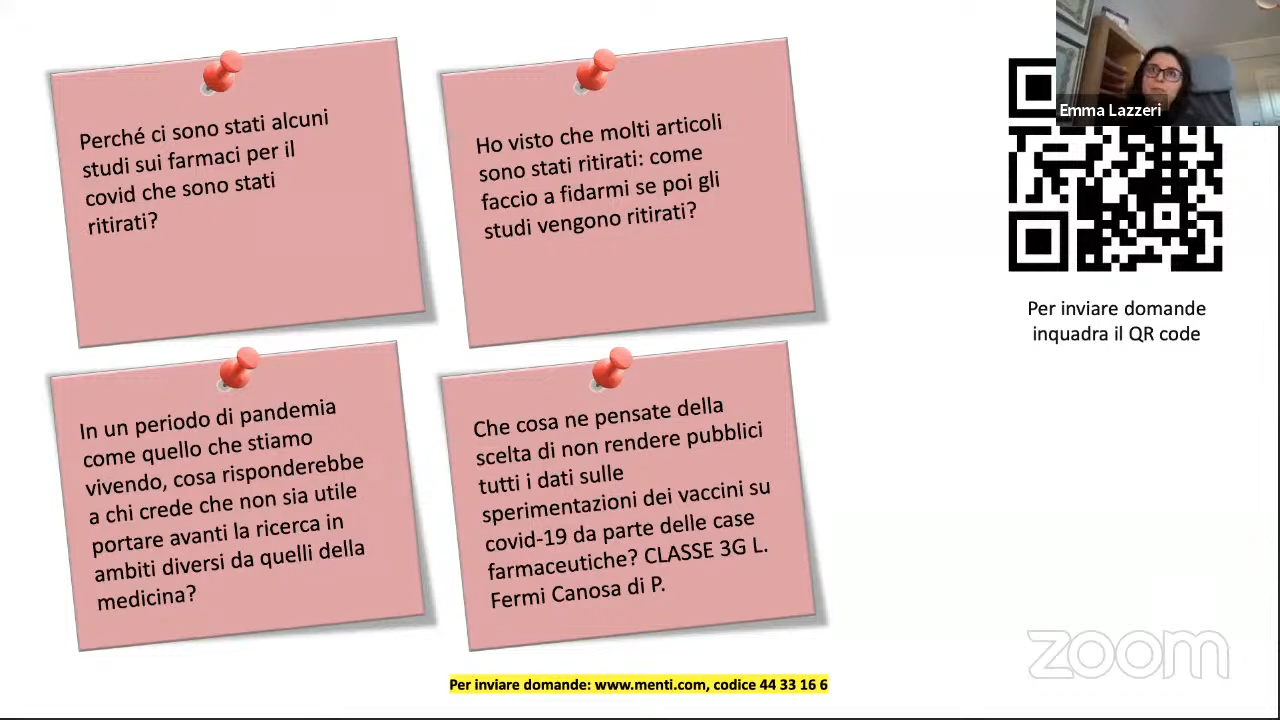 Perché ci sono stati alcuni
studi sui farmaci per il
covid che sono stati
ritirati?
Ho visto che molti articoli
sono stati ritirati: come
faccio a fidarmi se poi gli
studi vengono ritirati?
Emma Lazzeri
Per inviare domande
inquadra il QR code
In un periodo di pandemia
come quello che stiamo
vivendo, cosa risponderebbe
a chi crede che non sia utile
portare avanti la ricerca in
ambiti diversi da quelli della
medicina?
Che cosa ne pensate della
scelta di non rendere pubblici
tutti i dati sulle
sperimentazioni dei vaccini su
covid-19 da parte delle case
farmaceutiche? CLASSE 3G L.
Fermi Canosa di P.
zoom
Per inviare domande: www.menti.com, codice 44 33 16 6